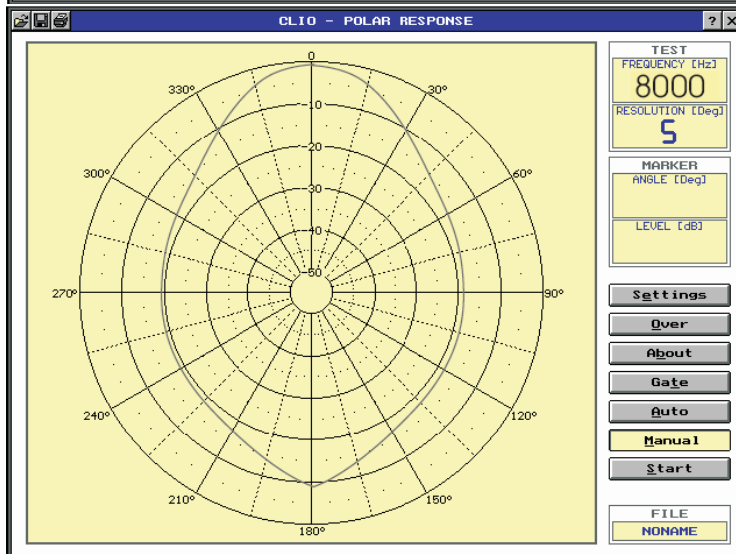 CLIO - POLAR RESPONSE
? X
0
330°
30°
-10
-20
300°
60°
-30
-40
-50
270°
90°
240°
120°
210°
150°
180°
TEST
FREQUENCY [Hz]
8000
RESOLUTION [Deg]
5
MARKER
ANGLE [Deg]
LEVEL [dB]
Settings
Over
About
Gate
Auto
Manual
Start
FILE
NONAME